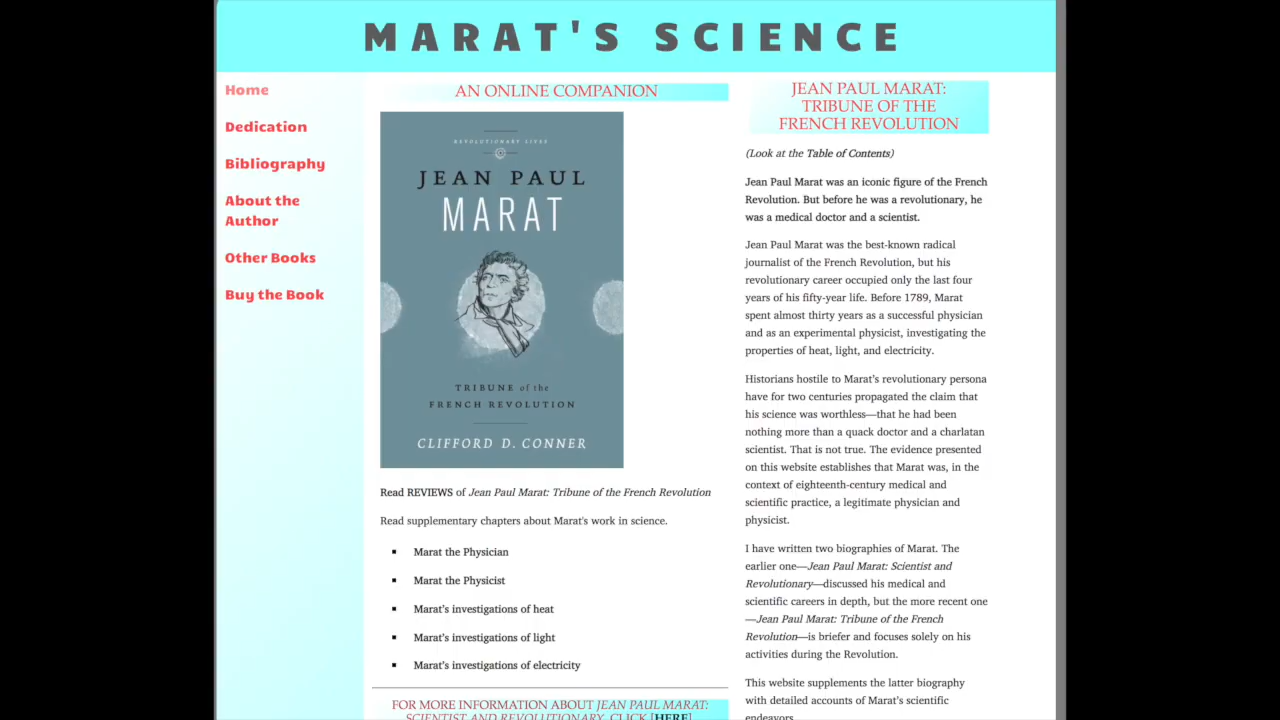 MARAT'S SCIENCE
Home
Dedication
Bibliography
About the
Author
Other Books
Buy the Book
AN ONLINE COMPANION
REVOLUTIONARY LIVES
JEAN PAUL
MARAT
TRIBUNE of the
FRENCH REVOLUTION
CLIFFORD D. CONNER
Read REVIEWS of Jean Paul Marat: Tribune of the French Revolution
Read supplementary chapters about Marat's work in science.
▪ Marat the Physician
▪ Marat the Physicist
▪ Marat's investigations of heat
▪ Marat's investigations of light
▪ Marat's investigations of electricity
FOR MORE INFORMATION ABOUT JEAN PAUL MARAT:
SCIENTIST AND REVOLUTIONARY, CLICK [HERE]
JEAN PAUL MARAT:
TRIBUNE OF THE
FRENCH REVOLUTION
(Look at the Table of Contents)
Jean Paul Marat was an iconic figure of the French
Revolution. But before he was a revolutionary, he
was a medical doctor and a scientist.
Jean Paul Marat was the best-known radical
journalist of the French Revolution, but his
revolutionary career occupied only the last four
years of his fifty-year life. Before 1789, Marat
spent almost thirty years as a successful physician
and as an experimental physicist, investigating the
properties of heat, light, and electricity.
Historians hostile to Marat's revolutionary persona
have for two centuries propagated the claim that
his science was worthless—that he had been
nothing more than a quack doctor and a charlatan
scientist. That is not true. The evidence presented
on this website establishes that Marat was, in the
context of eighteenth-century medical and
scientific practice, a legitimate physician and
physicist.
I have written two biographies of Marat. The
earlier one—Jean Paul Marat: Scientist and
Revolutionary—discussed his medical and
scientific careers in depth, but the more recent one
—Jean Paul Marat: Tribune of the French
Revolution—is briefer and focuses solely on his
activities during the Revolution.
This website supplements the latter biography
with detailed accounts of Marat's scientific
endeavors.